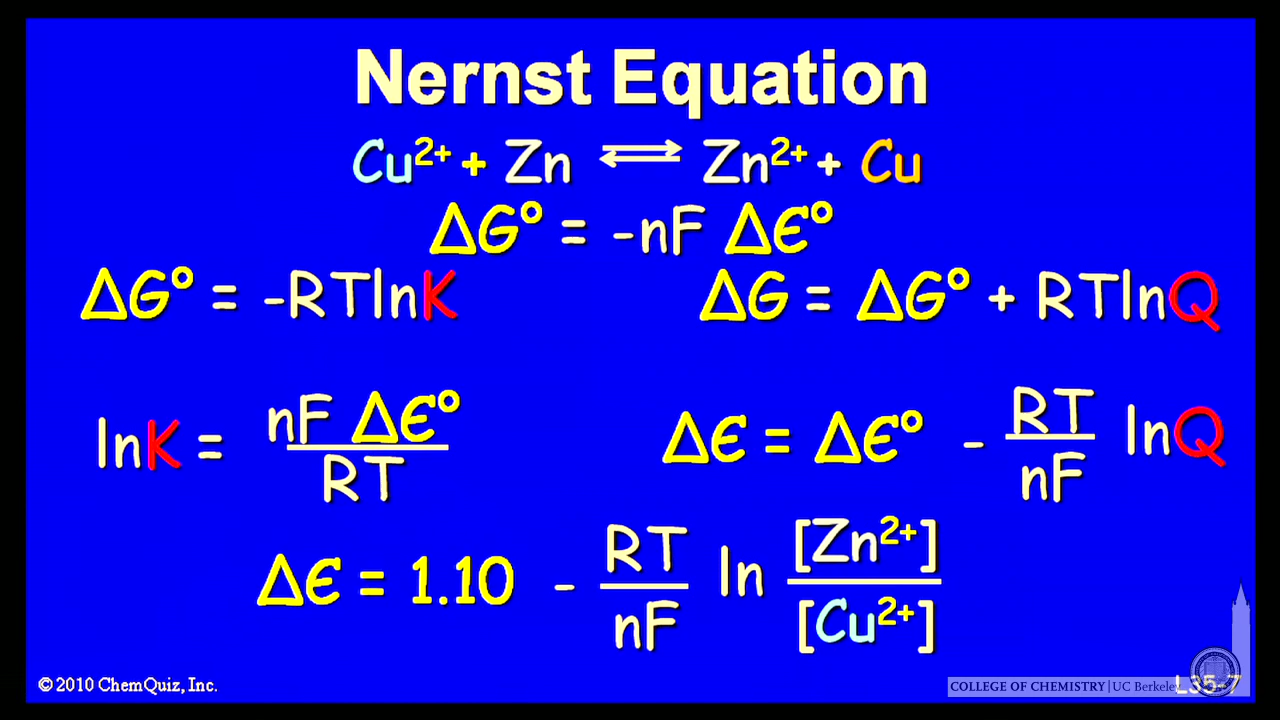 Nernst Equation
Cu²⁺ + Zn ⇌ Zn²⁺ + Cu
ΔG° = -nF Δϵ°
ΔG° = -RTlnK
ΔG = ΔG° + RTlnQ
lnK = nF Δϵ° / RT
Δϵ = Δϵ° - RT / nF lnQ
Δϵ = 1.10 - RT / nF ln [Zn²⁺] / [Cu²⁺]
© 2010 ChemQuiz, Inc.
COLLEGE OF CHEMISTRY | UC Berkeley
L35-7